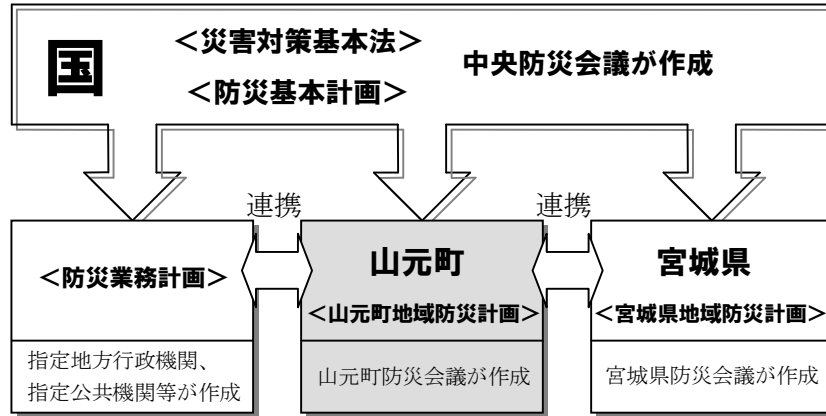 国
＜災害対策基本法＞
＜防災基本計画＞
中央防災会議が作成
連携
連携
＜防災業務計画＞
指定地方行政機関、
指定公共機関等が作成
山元町
＜山元町地域防災計画＞
山元町防災会議が作成
宮城県
＜宮城県地域防災計画＞
宮城県防災会議が作成